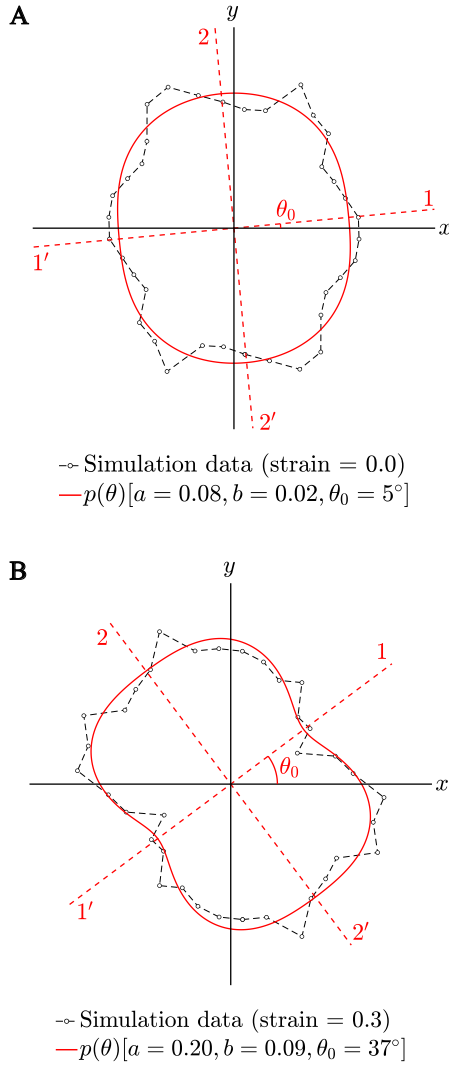 A
y
2
1
θ₀
x
1′
2′
Simulation data (strain = 0.0)
p(θ)[a = 0.08, b = 0.02, θ₀ = 5°]
B
y
2
1
θ₀
x
1′
2′
Simulation data (strain = 0.3)
p(θ)[a = 0.20, b = 0.09, θ₀ = 37°]